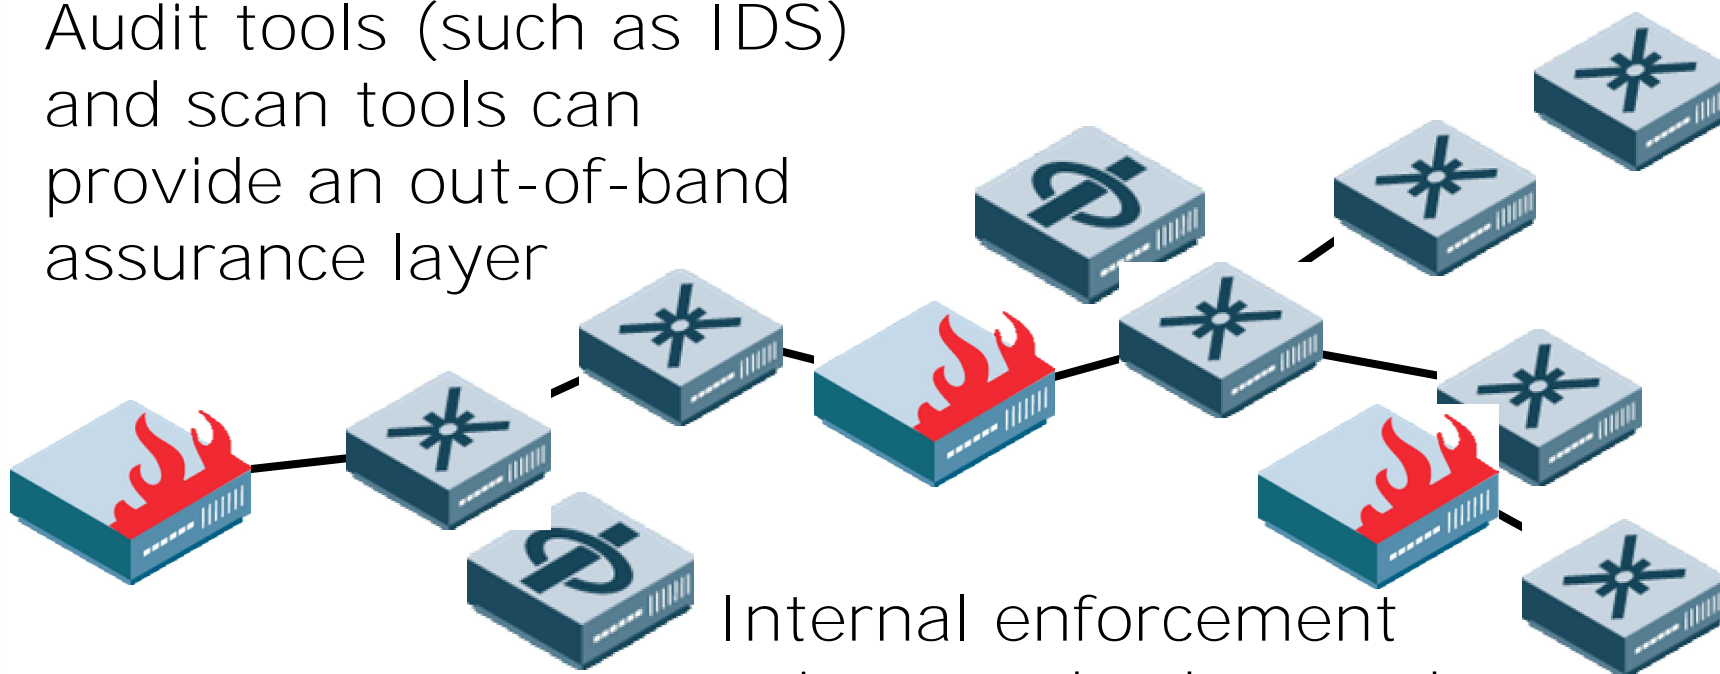 Audit tools (such as IDS)
and scan tools can
provide an out-of-band
assurance layer
Internal enforcement